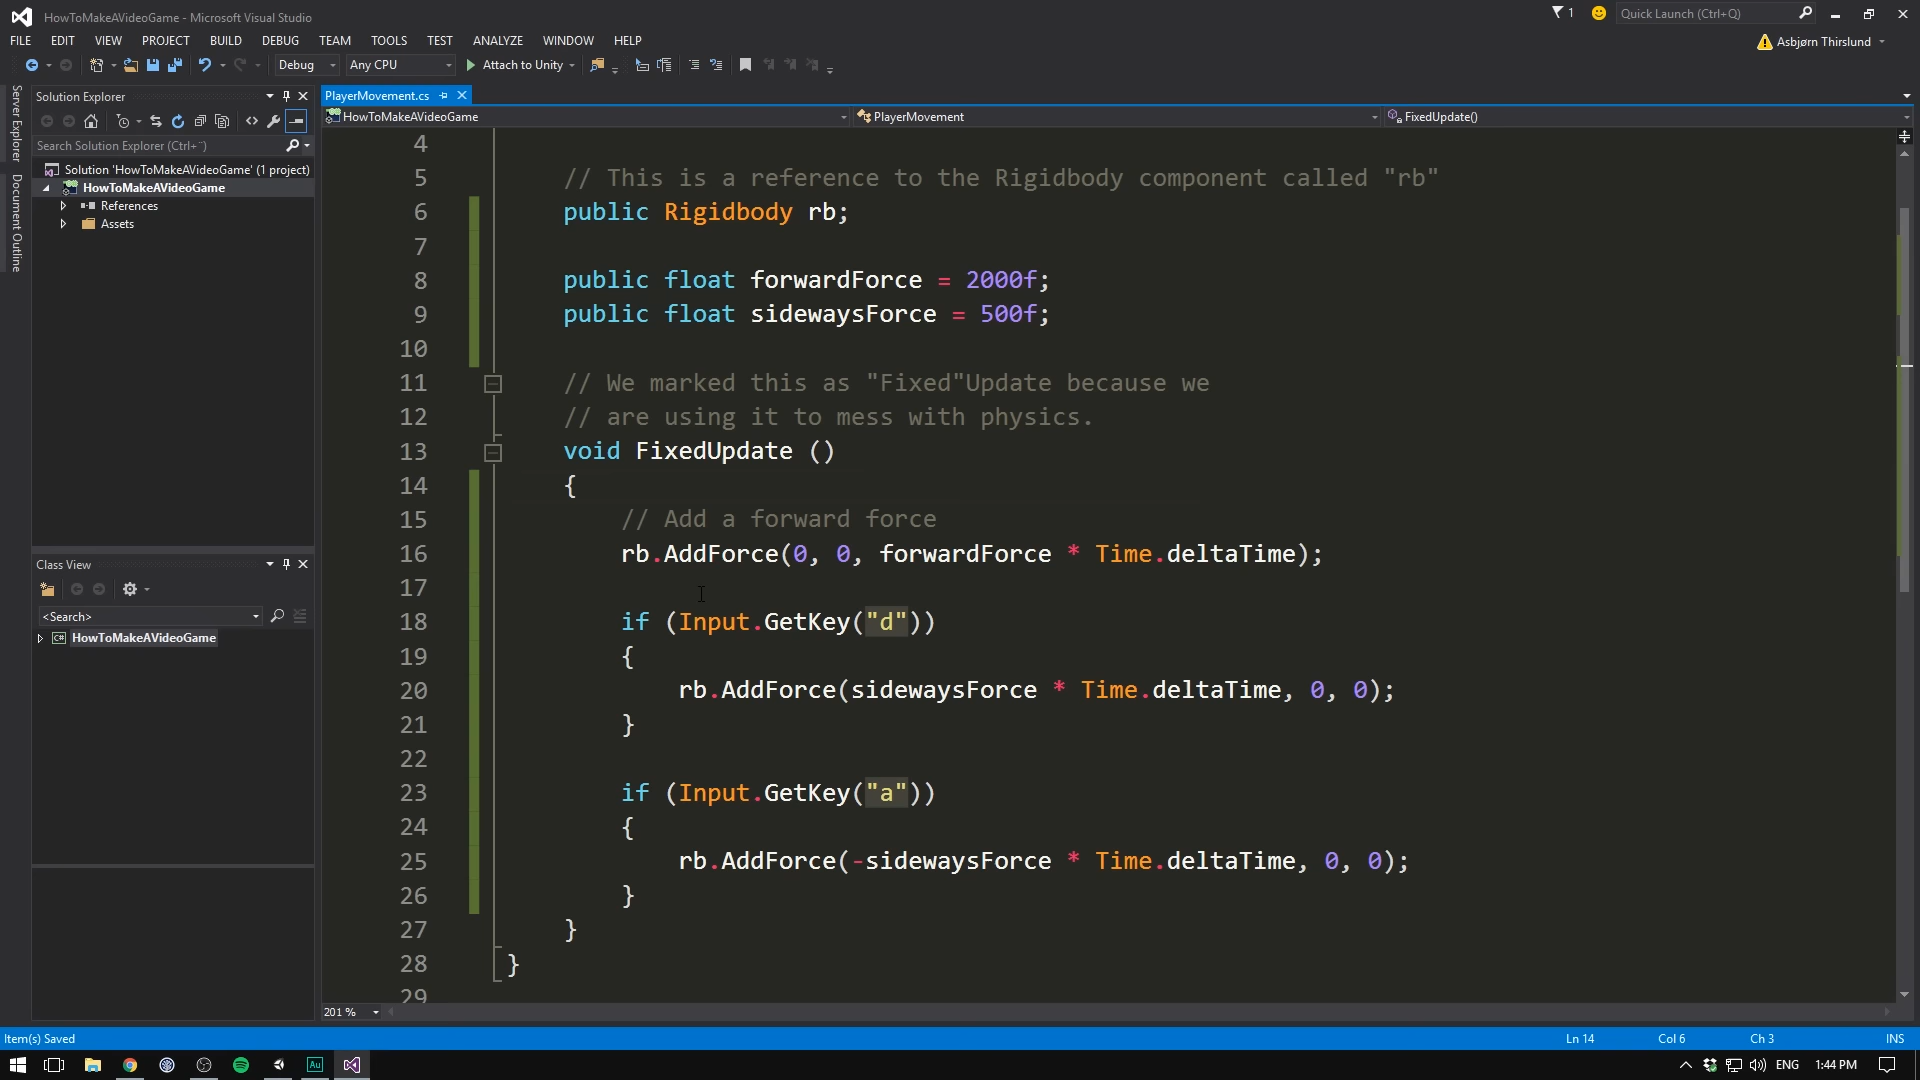 HowToMakeAVideoGame - Microsoft Visual Studio
1
Quick Launch (Ctrl+Q)
FILE EDIT VIEW PROJECT BUILD DEBUG TEAM TOOLS TEST ANALYZE WINDOW HELP
Asbjørn Thirslund
Debug Any CPU Attach to Unity
Server Explorer
Document Outline
Solution Explorer
Search Solution Explorer (Ctrl+¨)
Solution 'HowToMakeAVideoGame' (1 project)
HowToMakeAVideoGame
References
Assets
Class View
<Search>
HowToMakeAVideoGame
PlayerMovement.cs
HowToMakeAVideoGame PlayerMovement FixedUpdate()
4
5 // This is a reference to the Rigidbody component called "rb"
6 public Rigidbody rb;
7
8 public float forwardForce = 2000f;
9 public float sidewaysForce = 500f;
10
11 // We marked this as "Fixed"Update because we
12 // are using it to mess with physics.
13 void FixedUpdate ()
14 {
15 // Add a forward force
16 rb.AddForce(0, 0, forwardForce * Time.deltaTime);
17
18 if (Input.GetKey("d"))
19 {
20 rb.AddForce(sidewaysForce * Time.deltaTime, 0, 0);
21 }
22
23 if (Input.GetKey("a"))
24 {
25 rb.AddForce(-sidewaysForce * Time.deltaTime, 0, 0);
26 }
27 }
28 }
29
201 %
Item(s) Saved Ln 14 Col 6 Ch 3 INS
Au
ENG 1:44 PM